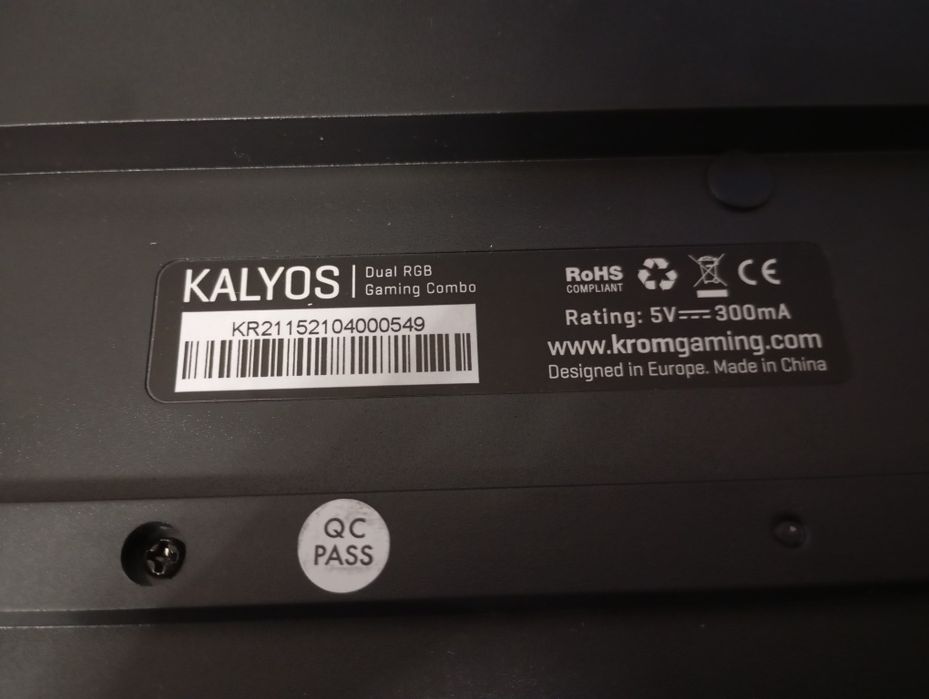 KALYOS
Dual RGB
Gaming Combo
KR21152104000549
RoHS
COMPLIANT
CE
Rating: 5V⎓300mA
www.kromgaming.com
Designed in Europe. Made in China
QC
PASS